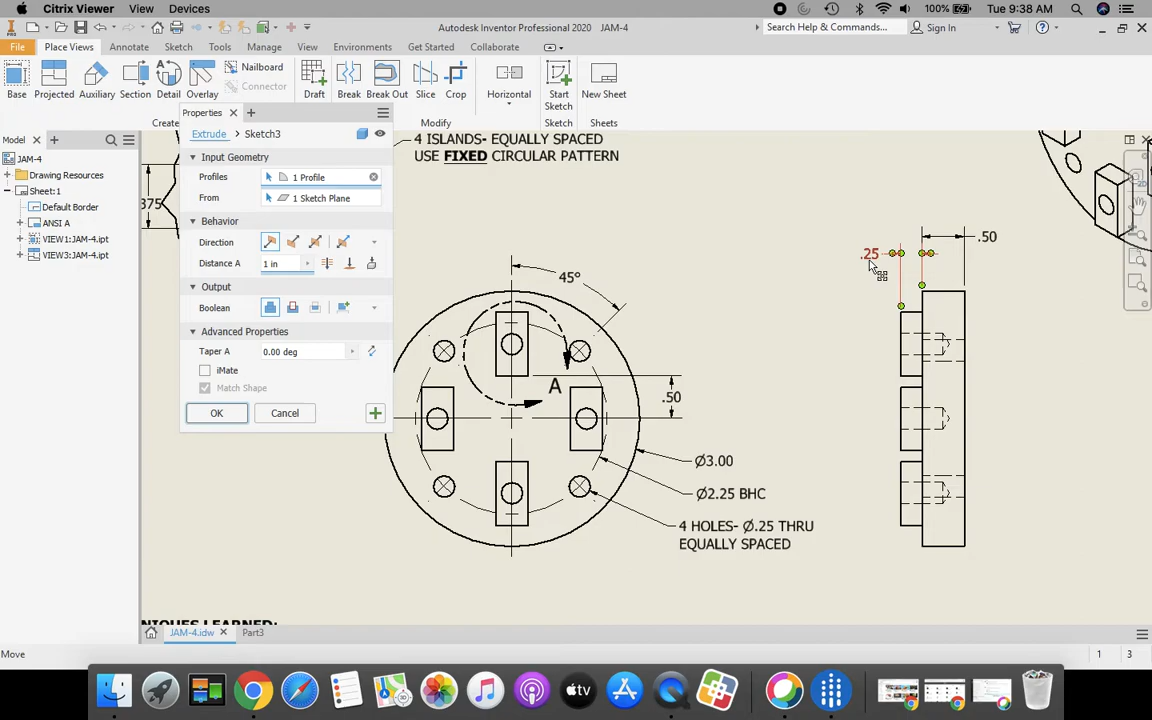 Citrix Viewer View Devices 100% Tue 9:38 AM
Autodesk Inventor Professional 2020 JAM-4 Search Help & Commands... Sign In
File Place Views Annotate Sketch Tools Manage View Environments Get Started Collaborate
Base Projected Auxiliary Section Detail Overlay Nailboard Connector Draft Break Break Out Slice Crop Horizontal Start Sketch New Sheet
Create Modify Sketch Sheets
Model
JAM-4
Drawing Resources
Sheet:1
Default Border
ANSI A
VIEW1:JAM-4.ipt
VIEW3:JAM-4.ipt
Properties
Extrude > Sketch3
Input Geometry
Profiles 1 Profile
From 1 Sketch Plane
Behavior
Direction
Distance A 1 in
Output
Boolean
Advanced Properties
Taper A 0.00 deg
iMate
Match Shape
OK Cancel
4 ISLANDS- EQUALLY SPACED
USE FIXED CIRCULAR PATTERN
375
45°
A
.50
Ø3.00
Ø2.25 BHC
4 HOLES- Ø.25 THRU
EQUALLY SPACED
.25
.50
2D
NIQUES LEARNED:
JAM-4.idw Part3
Move 1 3